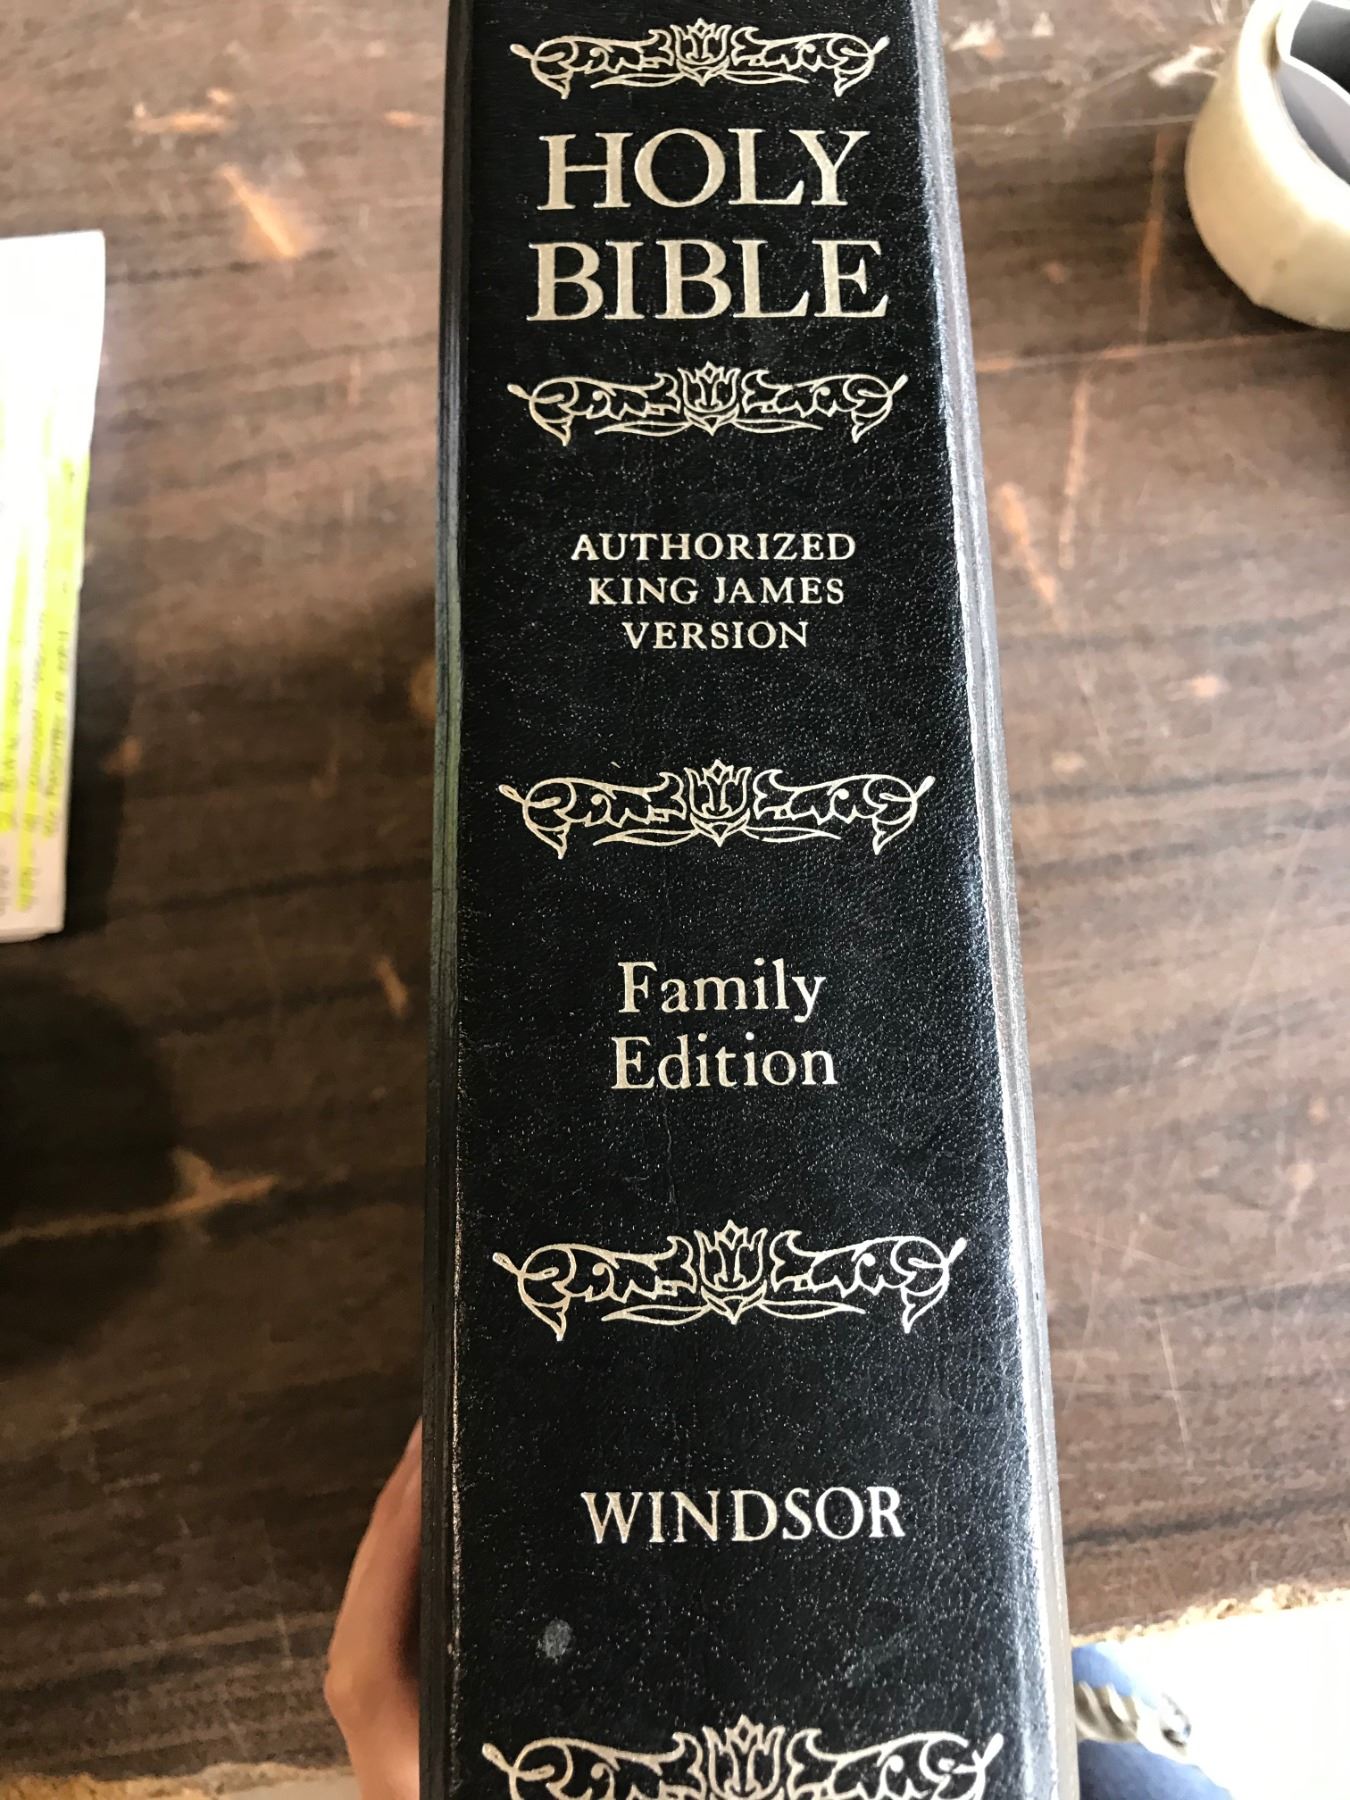 HOLY
BIBLE
AUTHORIZED
KING JAMES
VERSION
Family
Edition
WINDSOR